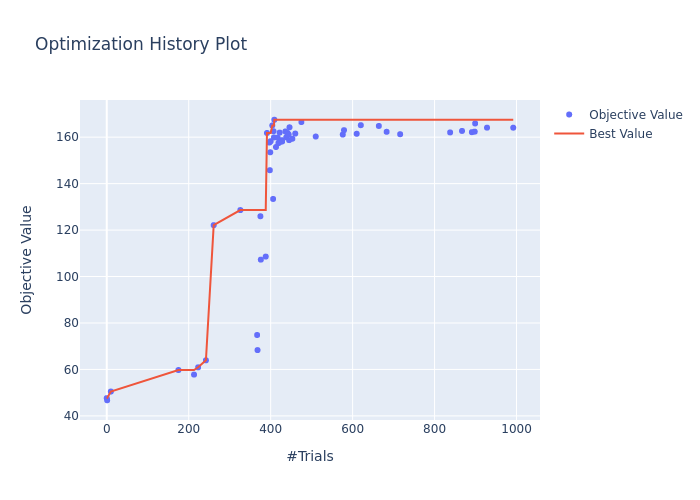 Optimization History Plot
Objective Value
Best Value
160
140
120
100
80
60
40
Objective Value
0
200
400
600
800
1000
#Trials